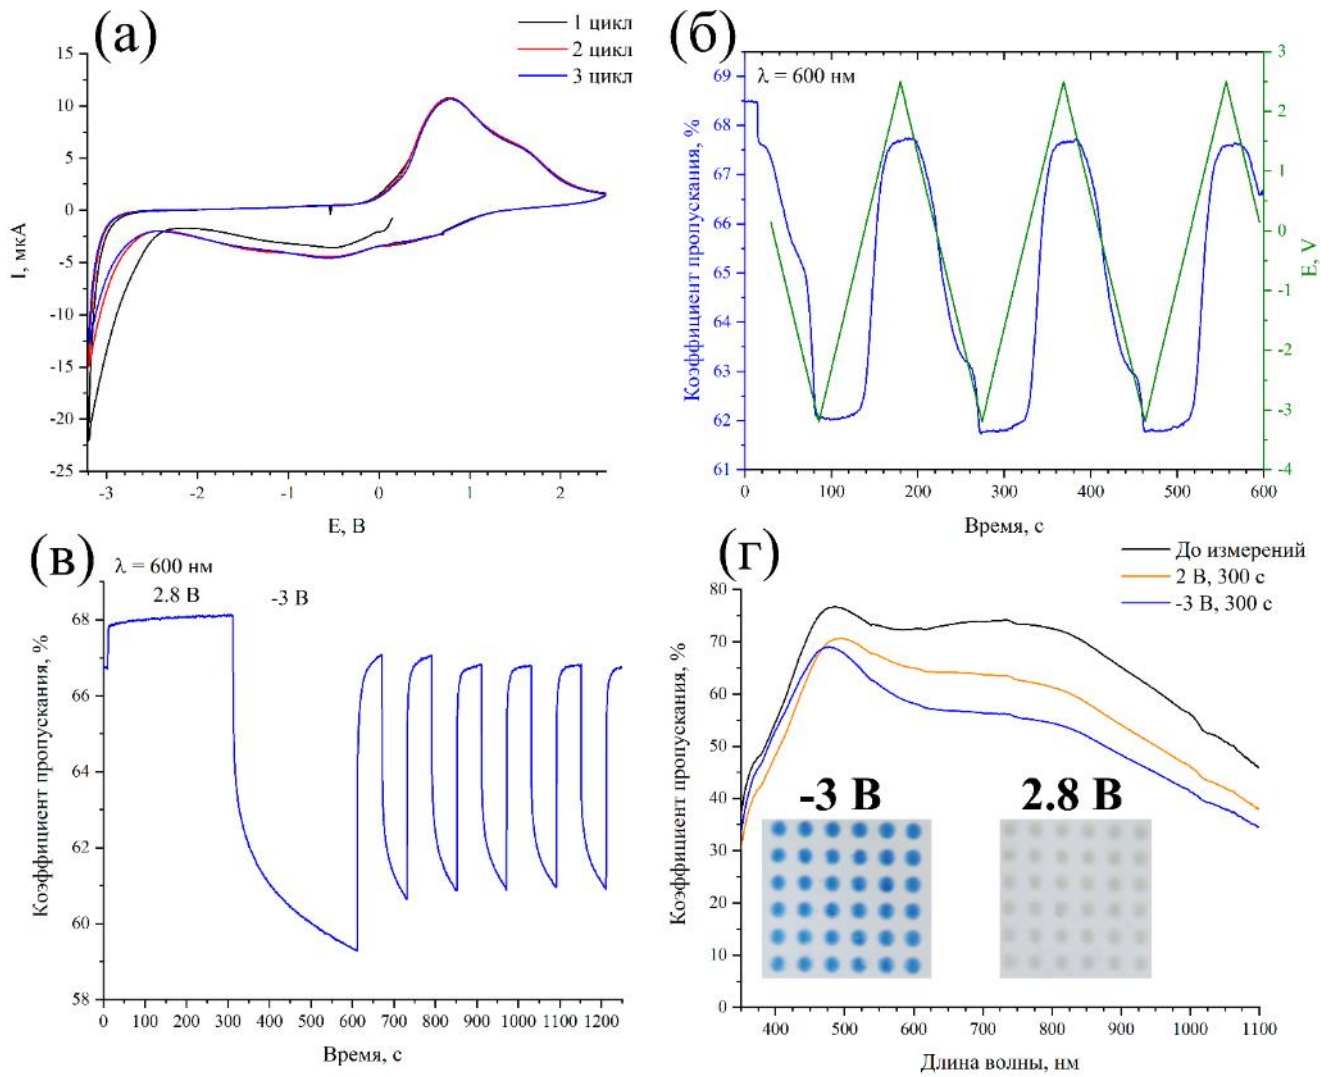 (а)
1 цикл
2 цикл
3 цикл
15
10
5
0
-5
-10
-15
-20
-25
I, мкА
-3 -2 -1 0 1 2
E, В
(б)
λ = 600 нм
69
68
67
66
65
64
63
62
61
Коэффициент пропускания, %
3
2
1
0
-1
-2
-3
-4
E, V
0 100 200 300 400 500 600
Время, с
(в)
λ = 600 нм
2.8 В -3 В
68
66
64
62
60
58
Коэффициент пропускания, %
0 100 200 300 400 500 600 700 800 900 1000 1100 1200
Время, с
(г)
До измерений
2 В, 300 с
-3 В, 300 с
80
70
60
50
40
30
20
10
0
Коэффициент пропускания, %
-3 В 2.8 В
400 500 600 700 800 900 1000 1100
Длина волны, нм